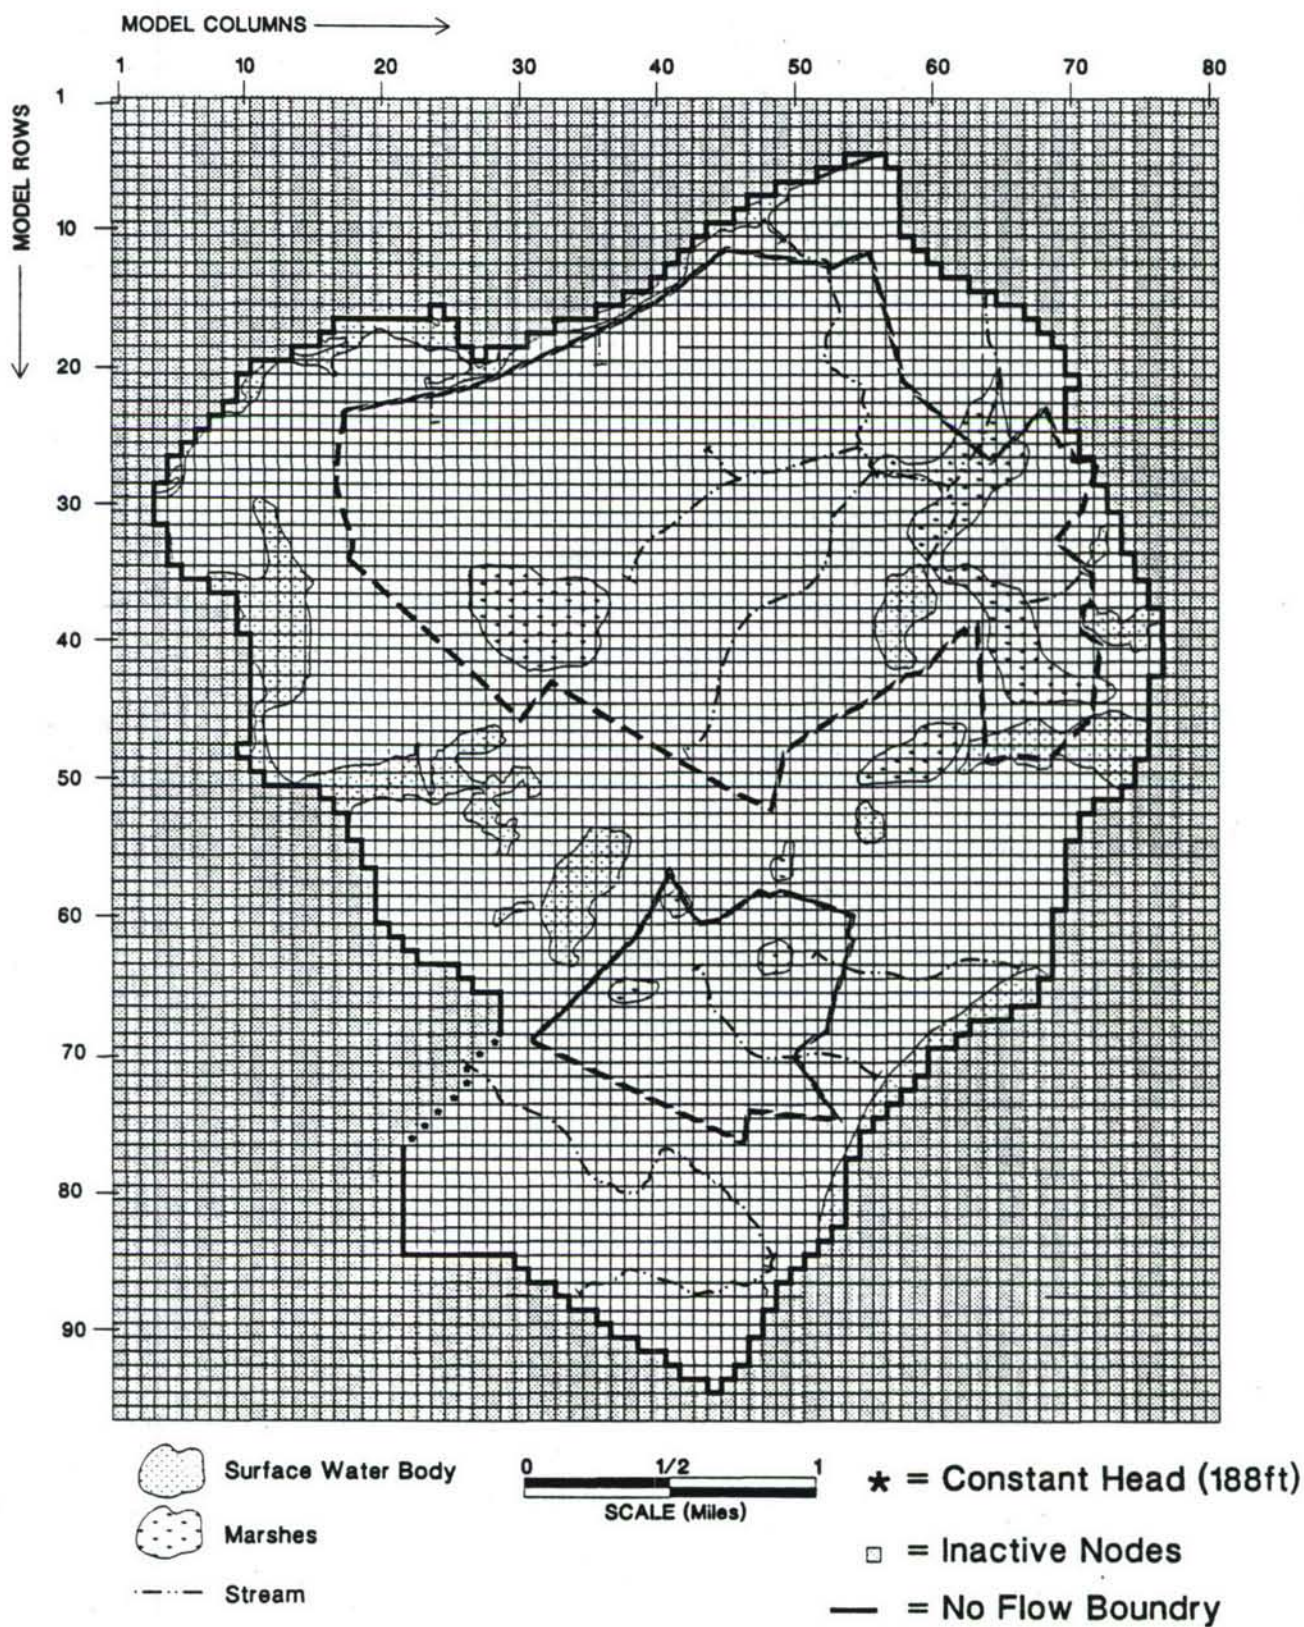 MODEL COLUMNS
1 10 20 30 40 50 60 70 80
MODEL ROWS
1
10
20
30
40
50
60
70
80
90
0 1/2 1
SCALE (Miles)
Surface Water Body
Marshes
Stream
* = Constant Head (188ft)
= Inactive Nodes
= No Flow Boundry